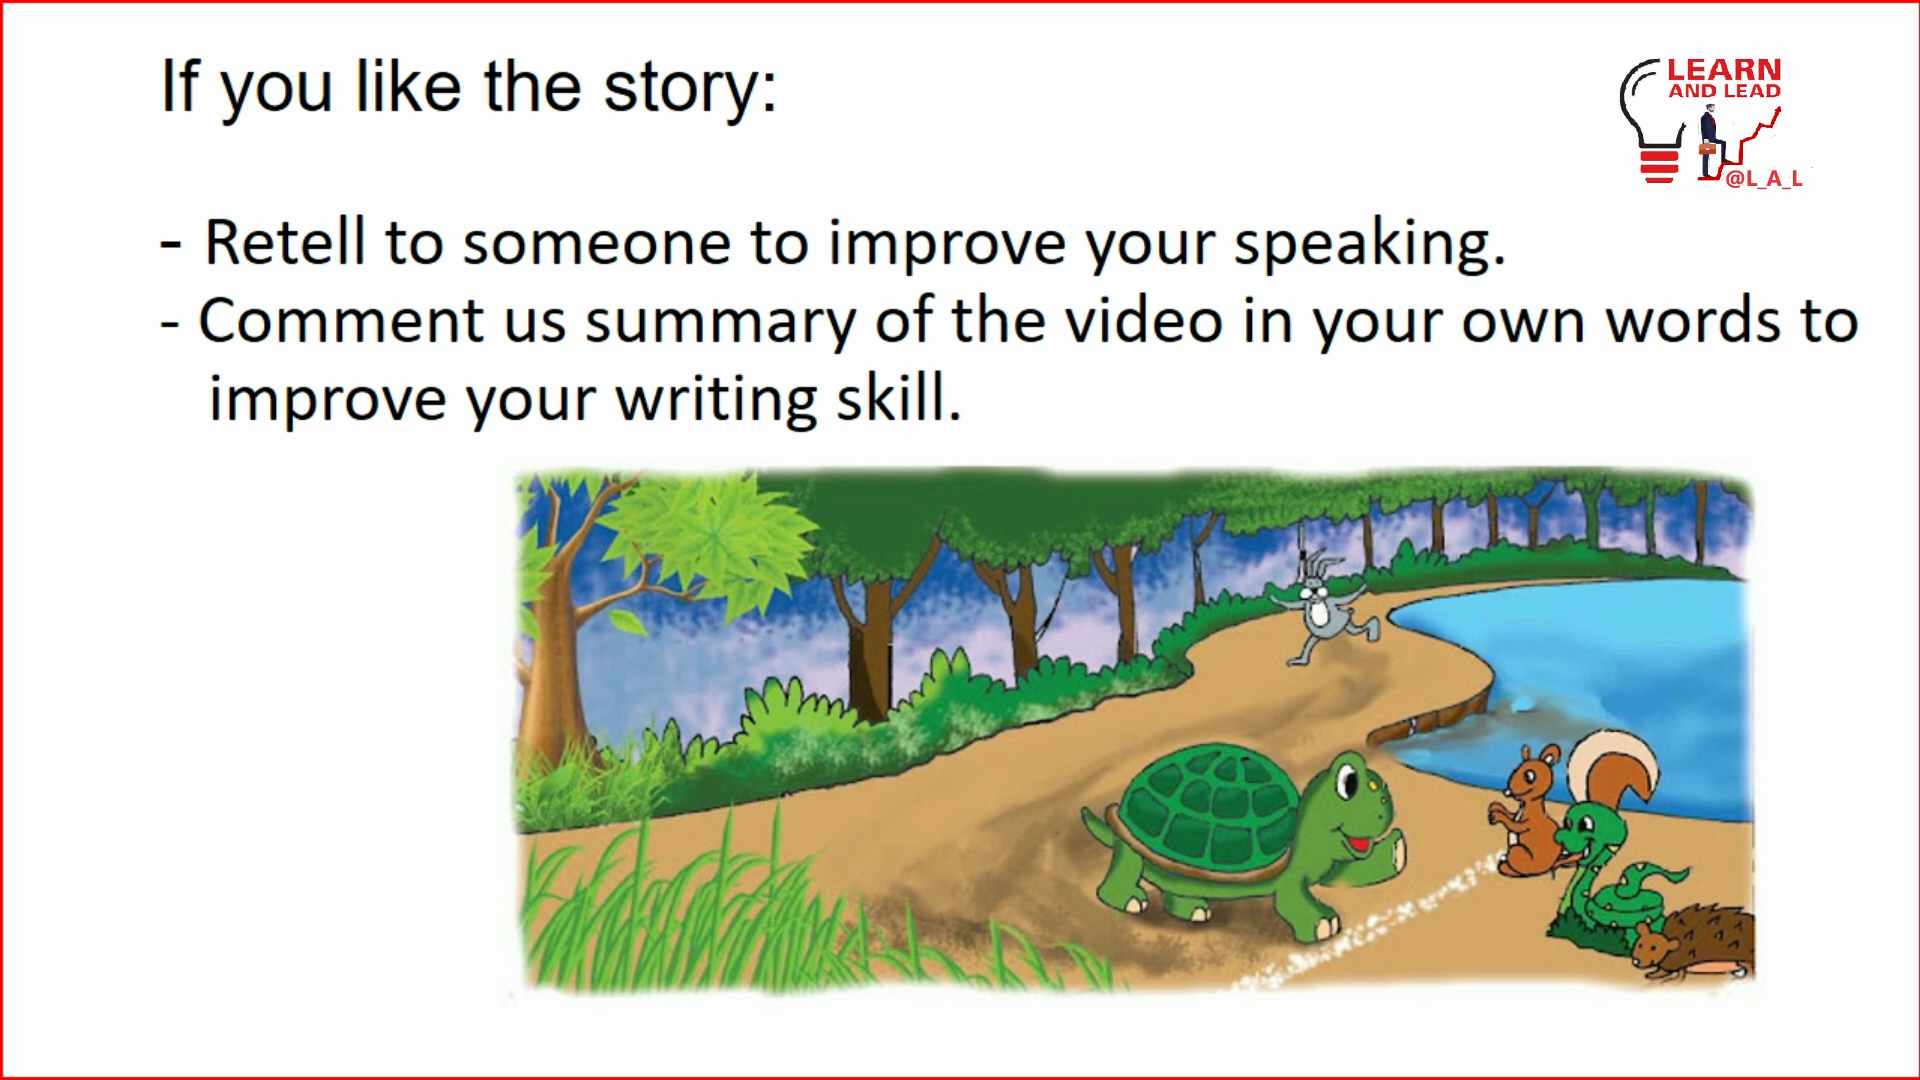 If you like the story:
LEARN
AND LEAD
@L_A_L
- Retell to someone to improve your speaking.
- Comment us summary of the video in your own words to
improve your writing skill.